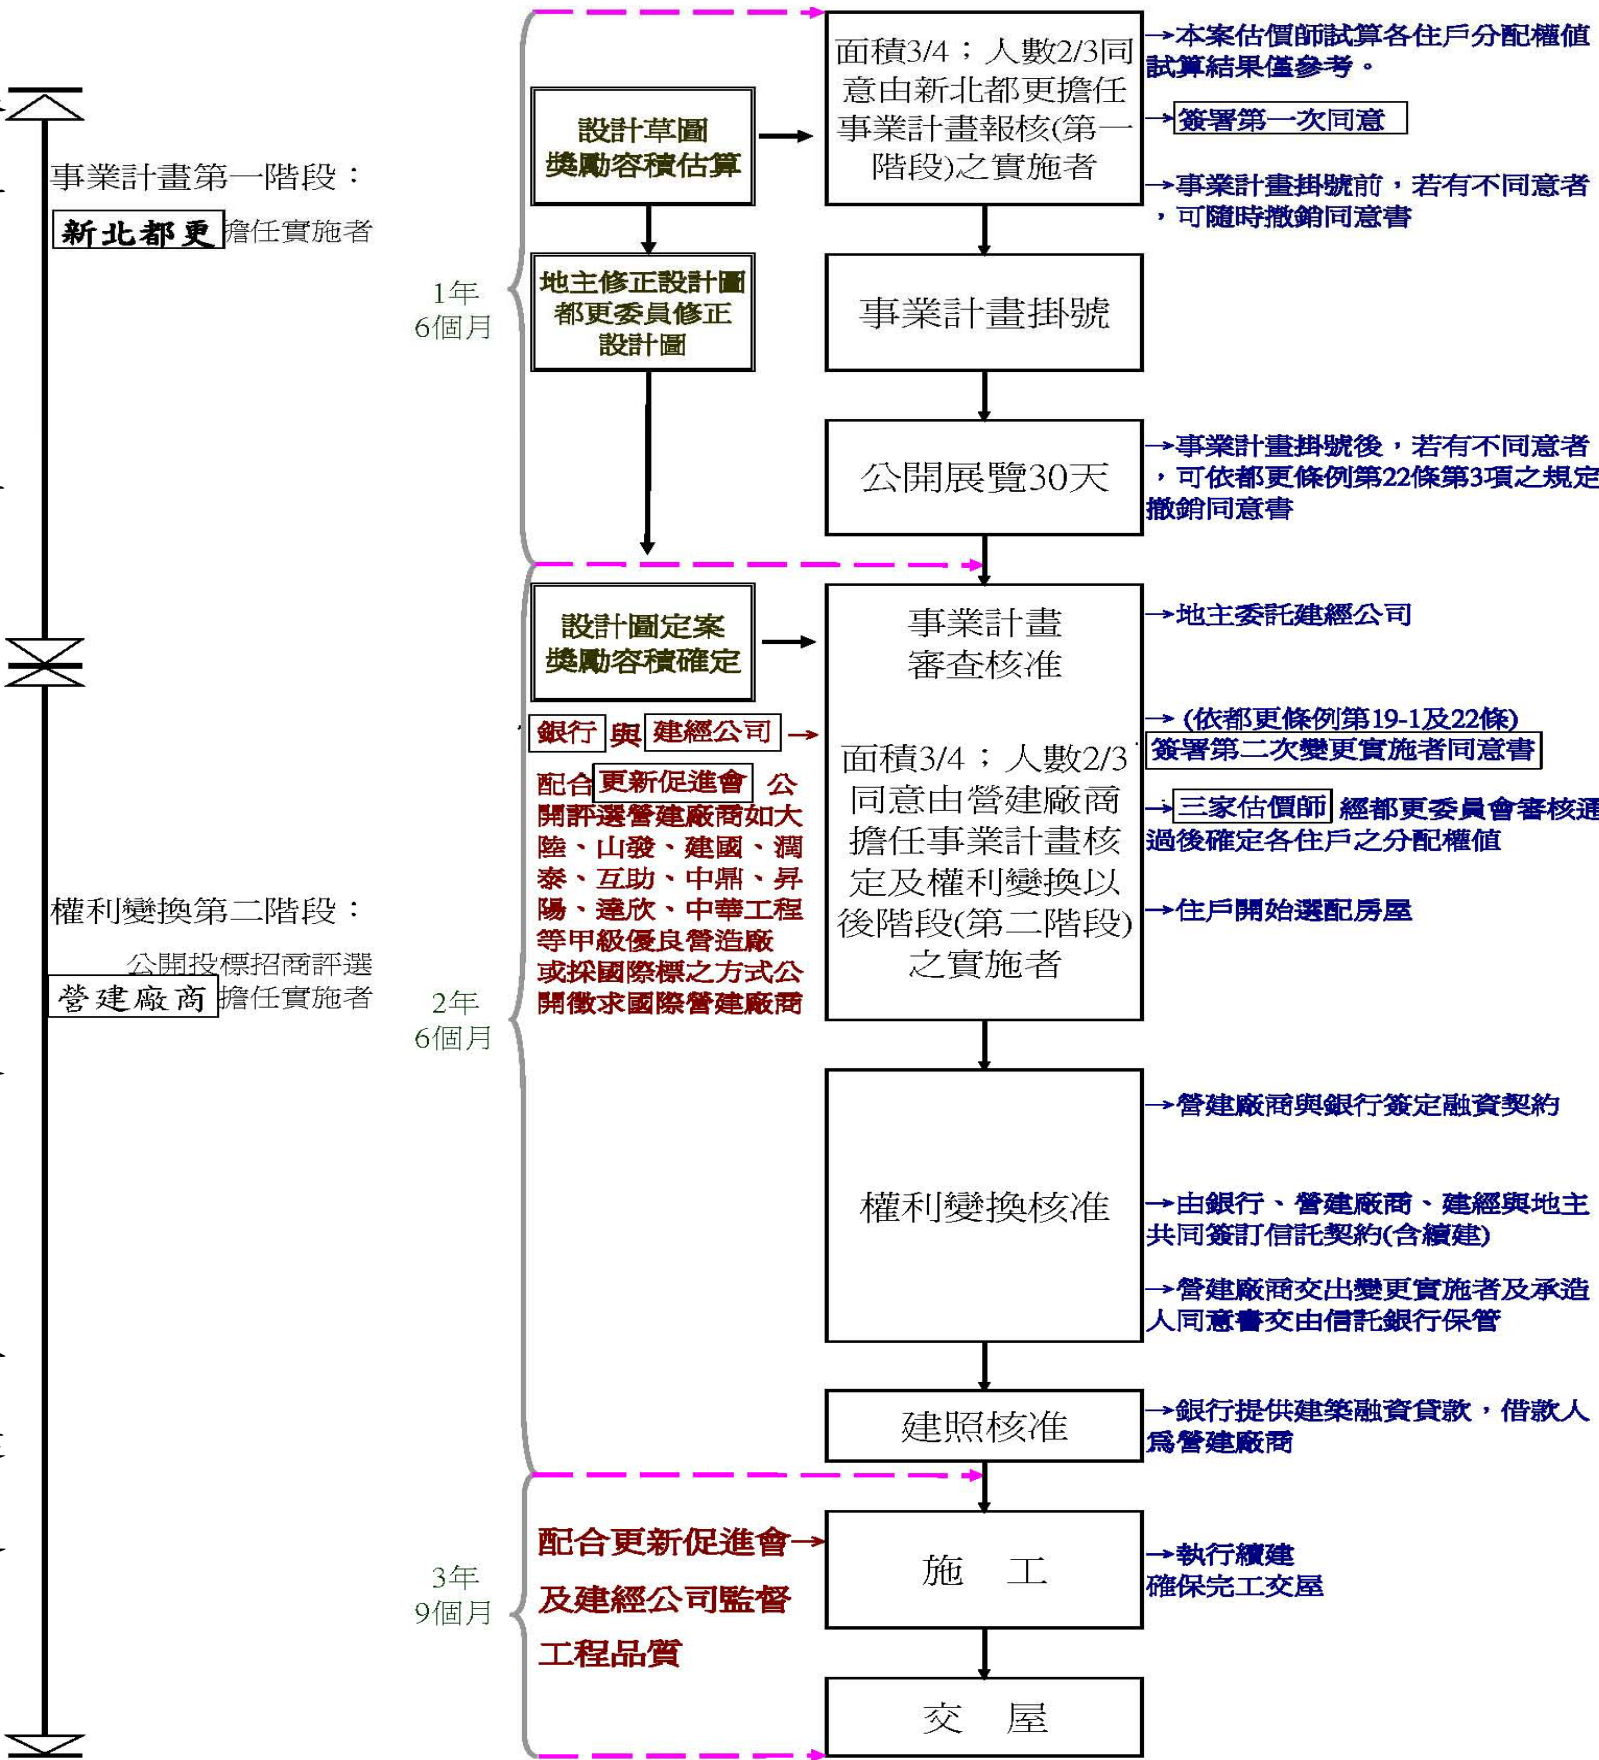 事業計畫第一階段：
新北都更擔任實施者
權利變換第二階段：
公開投標招商評選
營建廠商擔任實施者
1年
6個月
2年
6個月
3年
9個月
設計草圖
獎勵容積估算
地主修正設計圖
都更委員修正
設計圖
設計圖定案
獎勵容積確定
銀行與建經公司→
配合更新促進會公
開評選營建廠商如大
陸、山發、建國、潤
泰、互助、中鼎、昇
陽、達欣、中華工程
等甲級優良營造廠
或採國際標之方式公
開徵求國際營建廠商
配合更新促進會→
及建經公司監督
工程品質
面積3/4；人數2/3同
意由新北都更擔任
事業計畫報核(第一
階段)之實施者
事業計畫掛號
公開展覽30天
事業計畫
審查核准
面積3/4；人數2/3
同意由營建廠商
擔任事業計畫核
定及權利變換以
後階段(第二階段)
之實施者
權利變換核准
建照核准
施 工
交 屋
→本案估價師試算各住戶分配權值
試算結果僅參考。
→簽署第一次同意
→事業計畫掛號前，若有不同意者
，可隨時撤銷同意書
→事業計畫掛號後，若有不同意者
，可依都更條例第22條第3項之規定
撤銷同意書
→地主委託建經公司
→(依都更條例第19-1及22條)
簽署第二次變更實施者同意書
→三家估價師 經都更委員會審核通
過後確定各住戶之分配權值
→住戶開始選配房屋
→營建廠商與銀行簽定融資契約
→由銀行、營建廠商、建經與地主
共同簽訂信託契約(含續建)
→營建廠商交出變更實施者及承造
人同意書交由信託銀行保管
→銀行提供建築融資貸款，借款人
為營建廠商
→執行續建
確保完工交屋